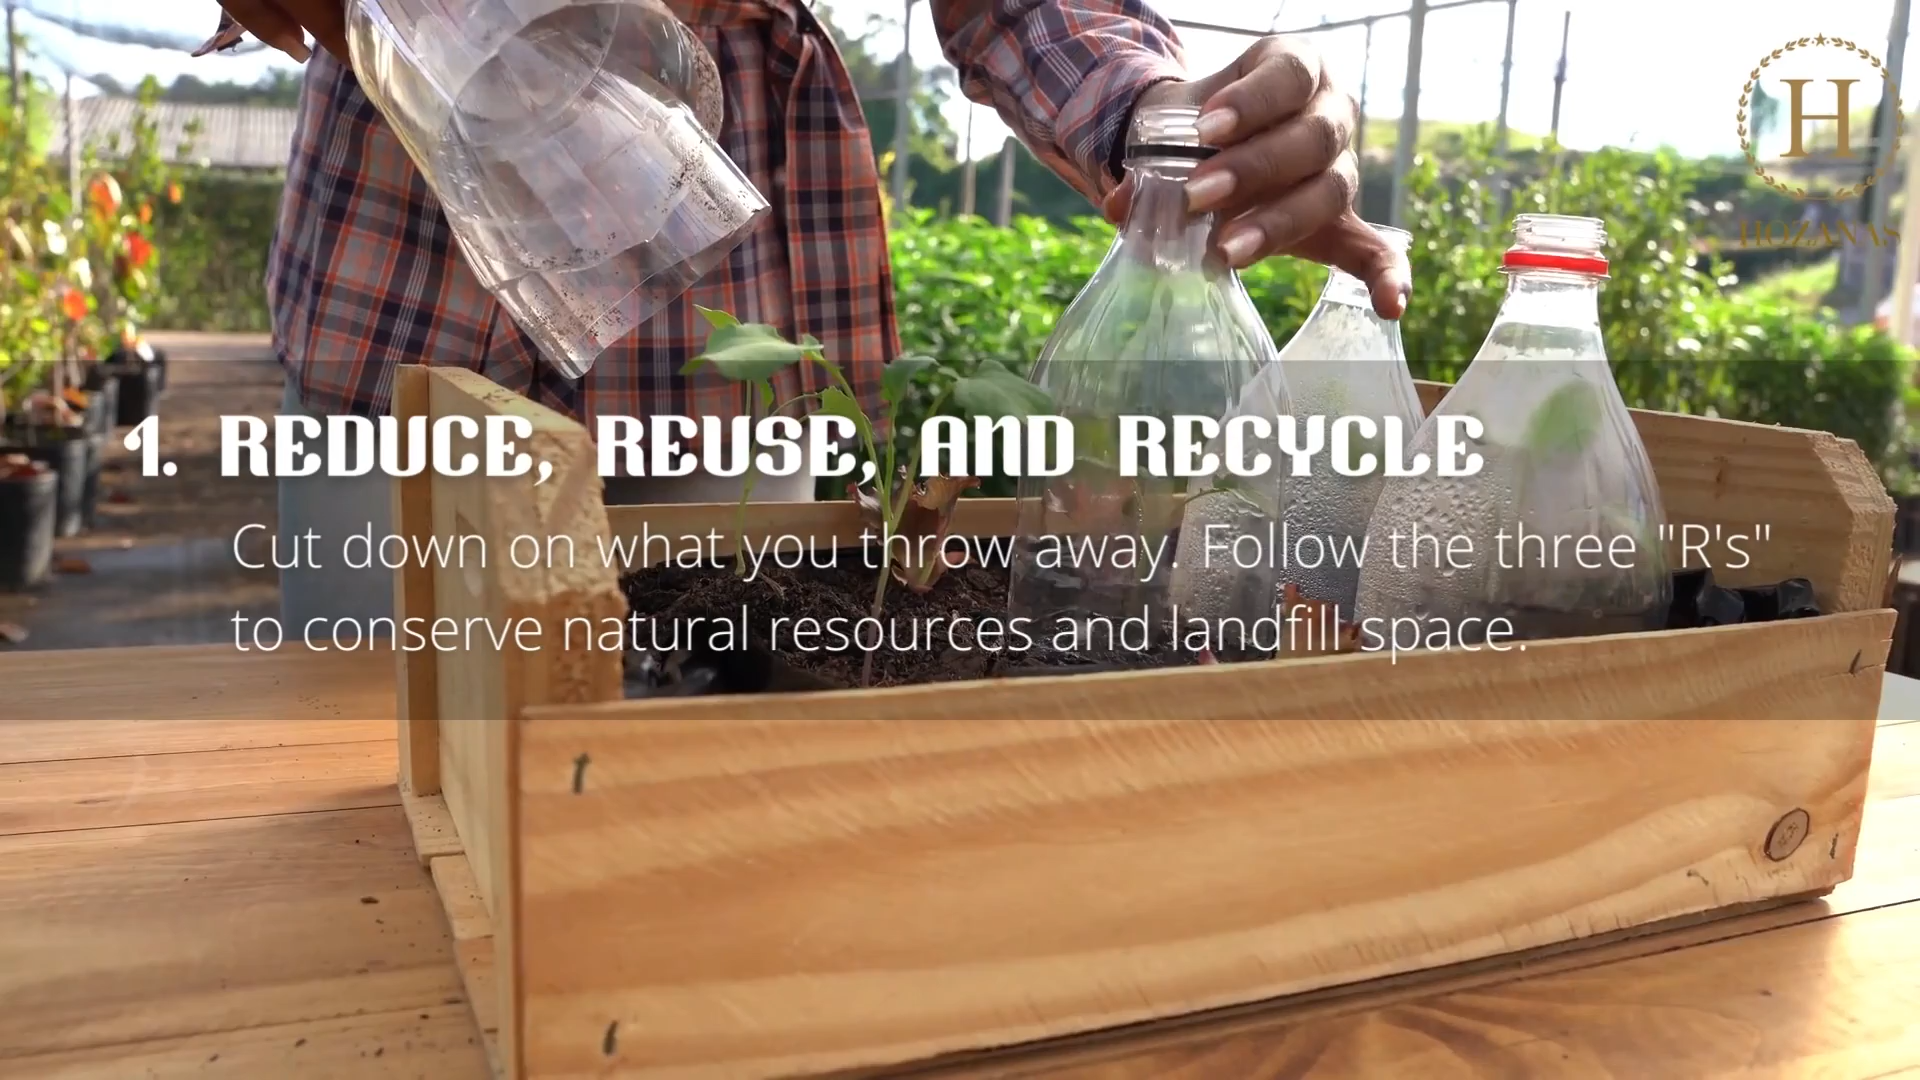 H
HOZANAS
1. REDUCE, REUSE, AND RECYCLE
Cut down on what you throw away. Follow the three "R's"
to conserve natural resources and landfill space.